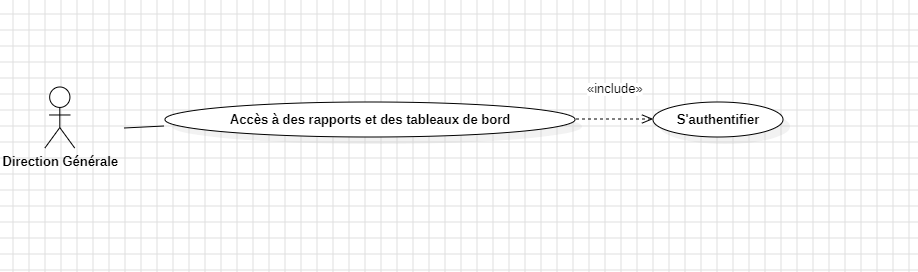 «include»
Accès à des rapports et des tableaux de bord
S'authentifier
Direction Générale